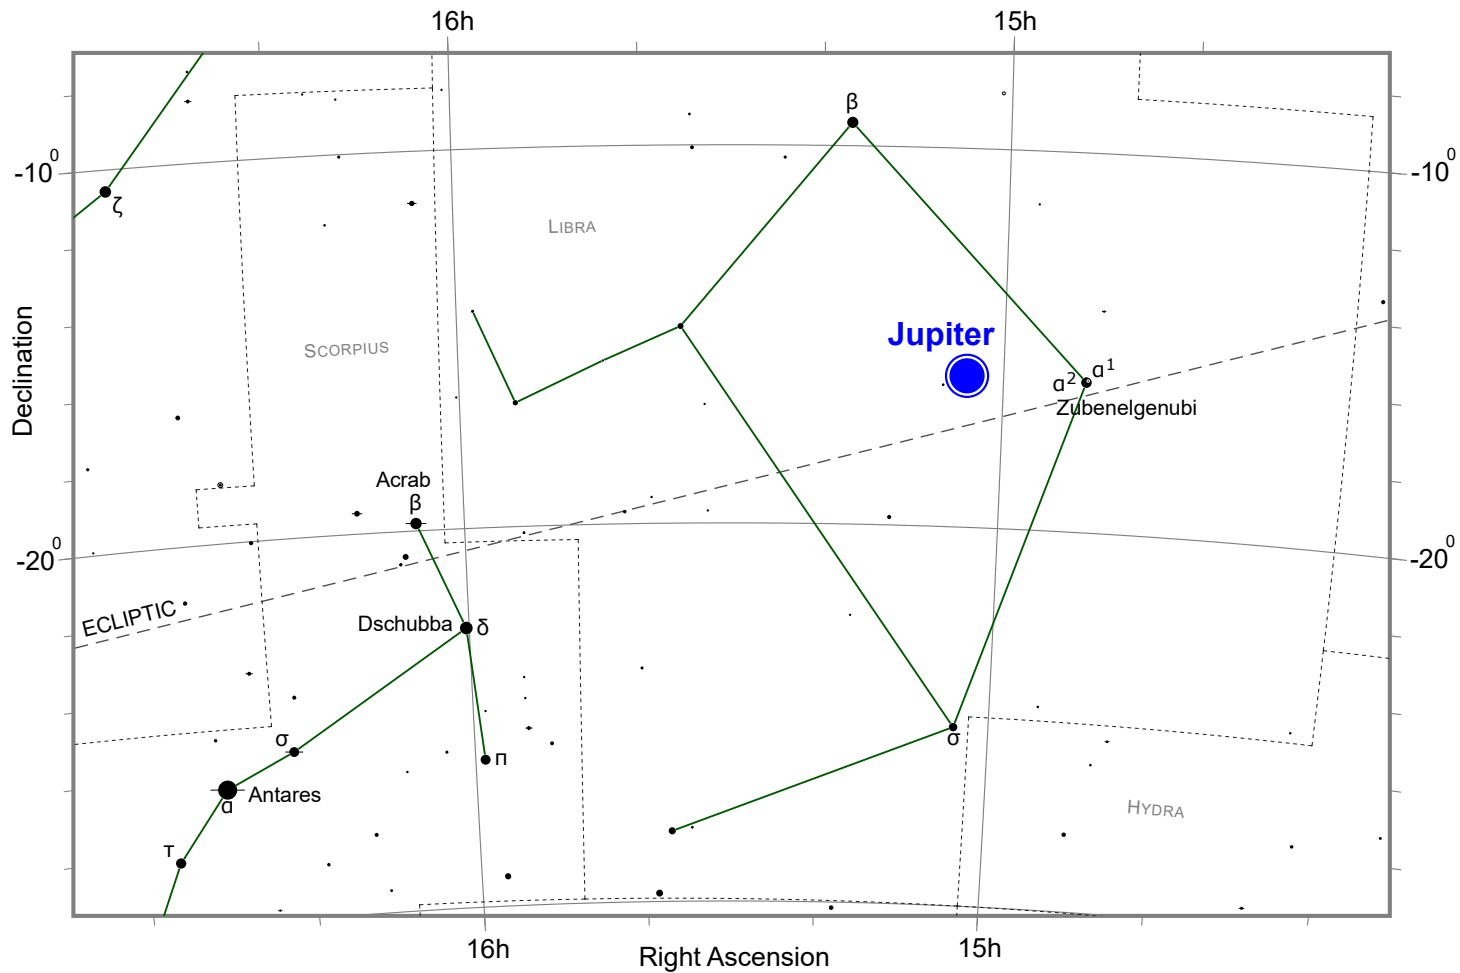 16h 15h
β
-10⁰ -10⁰
ζ
LIBRA
Jupiter
SCORPIUS
α² α¹
Zubenelgenubi
Declination
Acrab
β
-20⁰ -20⁰
ECLIPTIC
Dschubba δ
σ σ
π
Antares
α
HYDRA
τ
16h 15h
Right Ascension